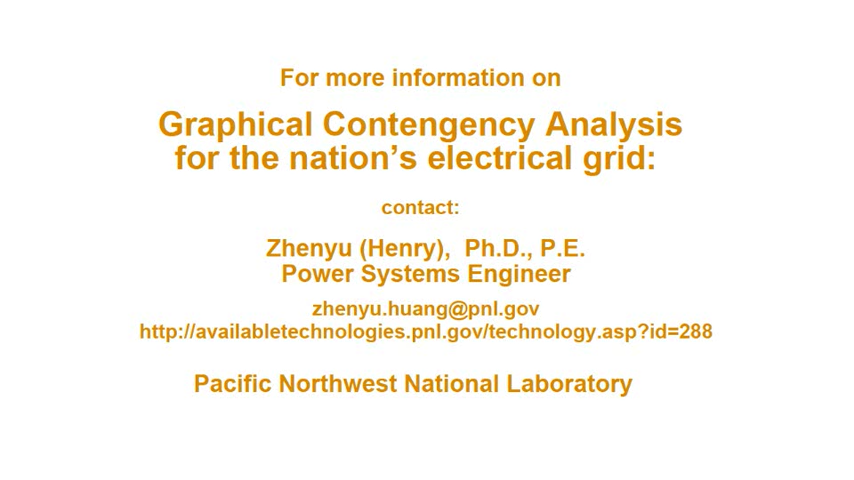 For more information on
Graphical Contengency Analysis
for the nation’s electrical grid:
contact:
Zhenyu (Henry),  Ph.D., P.E.
Power Systems Engineer
zhenyu.huang@pnl.gov
http://availabletechnologies.pnl.gov/technology.asp?id=288
Pacific Northwest National Laboratory